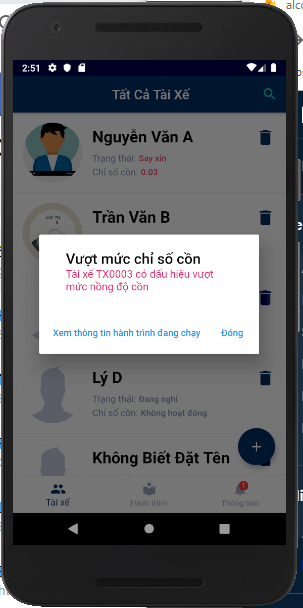 alco
2:51
Tất Cả Tài Xế
Nguyễn Văn A
Trạng thái: Say xỉn
Chỉ số cồn: 0.03
Trần Văn B
Vượt mức chỉ số cồn
Tài xế TX0003 có dấu hiệu vượt
mức nồng độ cồn
Xem thông tin hành trình đang chạy
Đóng
Lý D
Trạng thái: Đang nghỉ
Chỉ số cồn: Không hoạt động
Không Biết Đặt Tên
+
1
Tài xế
Hành trình
Thông báo